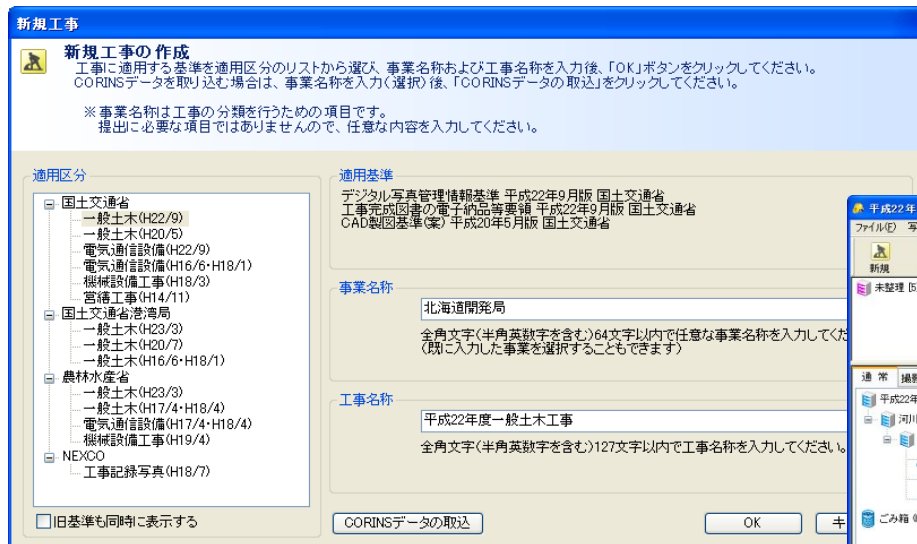 新規工事
新規工事の作成
工事に適用する基準を適用区分のリストから選び、事業名称および工事名称を入力後、「OK」ボタンをクリックしてください。
CORINSデータを取り込む場合は、事業名を入力(選択)後、「CORINSデータの取込」をクリックしてください。
※事業名称は工事の分類を行うための項目です。
提出に必要な項目ではありませんので、任意な内容を入力してください。
適用区分
国土交通省
一般土木(H22/9)
一般土木(H20/5)
電気通信設備(H22/9)
電気通信設備(H16/6・H18/1)
機械設備工事(H18/3)
営繕工事(H14/11)
国土交通省港湾局
一般土木(H23/3)
一般土木(H20/7)
一般土木(H16/6・H18/1)
農林水産省
一般土木(H23/3)
一般土木(H17/4・H18/4)
電気通信設備(H17/4・H18/4)
機械設備工事(H19/4)
NEXCO
工事記録写真(H18/7)
旧基準も同時に表示する
適用基準
デジタル写真管理情報基準 平成22年9月版 国土交通省
工事完成図書の電子納品等要領 平成22年9月版 国土交通省
CAD製図基準(案) 平成20年5月版 国土交通省
事業名称
北海道開発局
全角文字(半角英数字を含む)64文字以内で任意な事業名称を入力してくだ
(既に入力した事業を選択することもできます)
工事名称
平成22年度一般土木工事
全角文字(半角英数字を含む)127文字以内で工事名称を入力してください。
CORINSデータの取込
OK
キ
平成22年
ファイル(F) 写
新規
未整理 [5
通常 撮影
平成22年
河川
ごみ箱